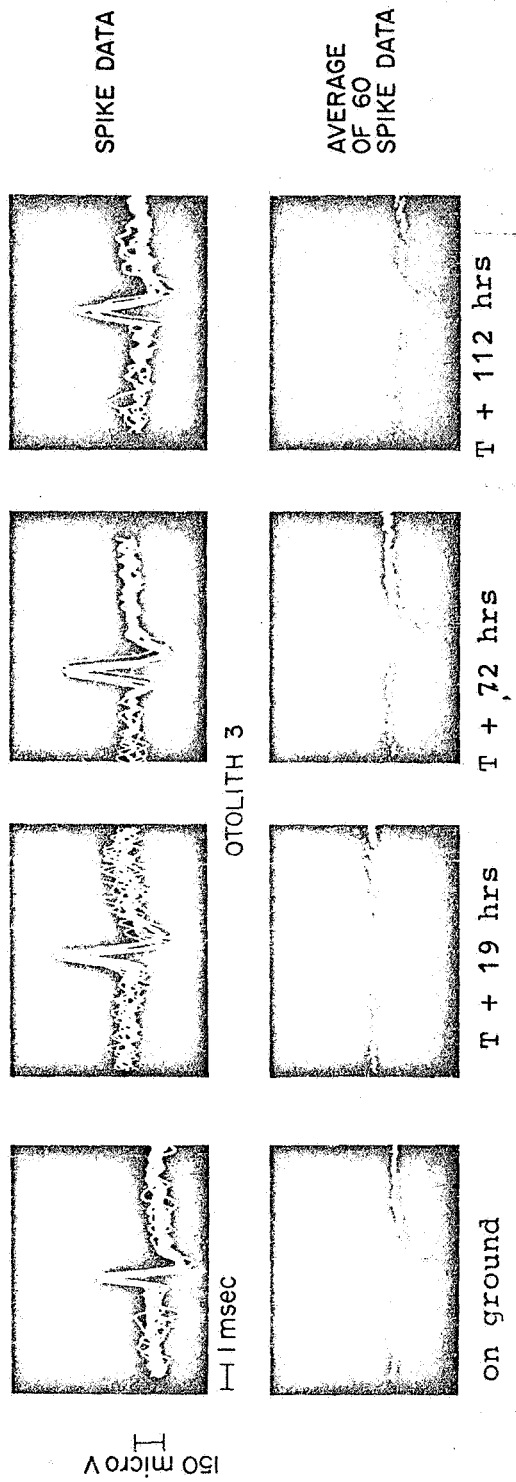 SPIKE DATA
AVERAGE
OF 60
SPIKE DATA
OTOLITH 3
150 micro V
1 msec
on ground
T + 19 hrs
T + 72 hrs
T + 112 hrs